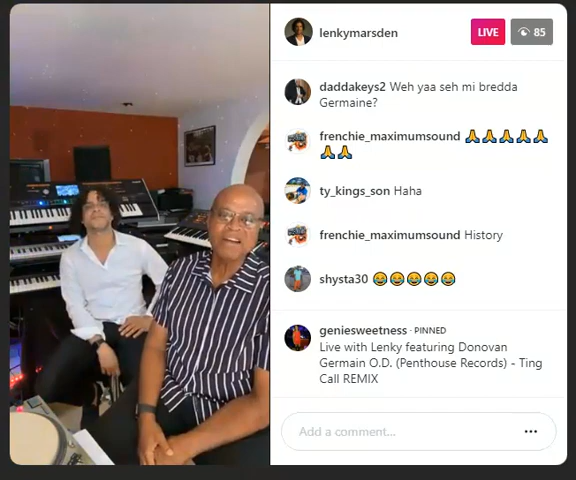 lenkymarsden
LIVE
85
daddakeys2 Weh yaa seh mi bredda
Germaine?
frenchie_maximumsound 🙏🙏🙏🙏🙏
🙏🙏
ty_kings_son Haha
frenchie_maximumsound History
shysta30 😂😂😂😂😂
geniesweetness · PINNED
Live with Lenky featuring Donovan
Germain O.D. (Penthouse Records) - Ting
Call REMIX
Add a comment...